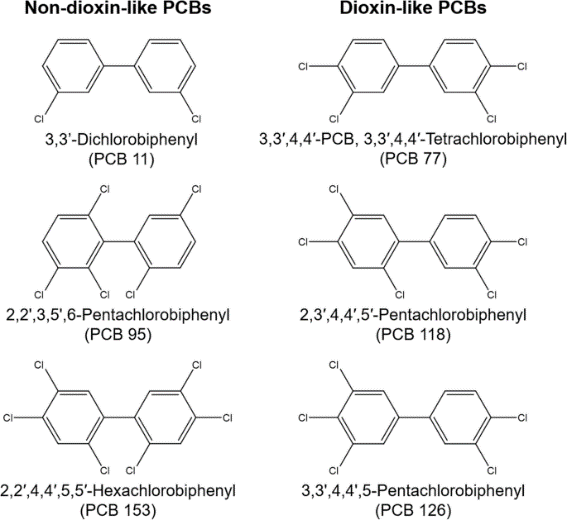 Non-dioxin-like PCBs
Dioxin-like PCBs
Cl
Cl
3,3'-Dichlorobiphenyl
(PCB 11)
Cl
Cl
Cl
Cl
3,3′,4,4′-PCB, 3,3′,4,4′-Tetrachlorobiphenyl
(PCB 77)
Cl
Cl
Cl
Cl
Cl
2,2',3,5',6-Pentachlorobiphenyl
(PCB 95)
Cl
Cl
Cl
Cl
Cl
2,3′,4,4′,5′-Pentachlorobiphenyl
(PCB 118)
Cl
Cl
Cl
Cl
Cl
Cl
2,2′,4,4′,5,5′-Hexachlorobiphenyl
(PCB 153)
Cl
Cl
Cl
Cl
Cl
3,3',4,4',5-Pentachlorobiphenyl
(PCB 126)